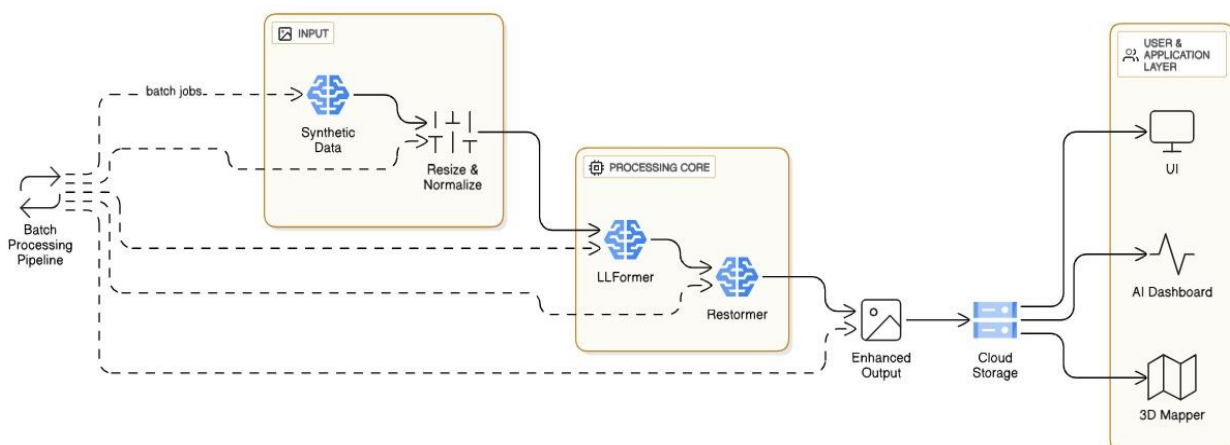 INPUT
USER &
APPLICATION
LAYER
batch jobs
Synthetic
Data
Resize &
Normalize
PROCESSING CORE
UI
Batch
Processing
Pipeline
LLFormer
Restormer
AI Dashboard
Enhanced
Output
Cloud
Storage
3D Mapper